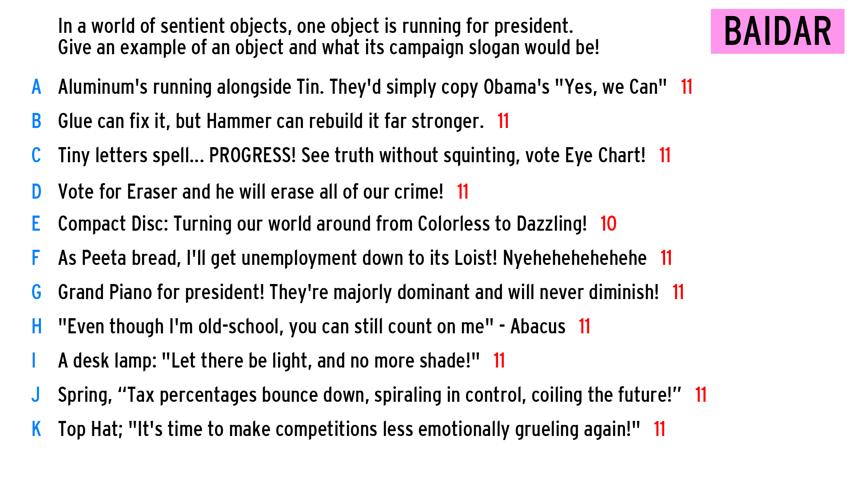 In a world of sentient objects, one object is running for president.
Give an example of an object and what its campaign slogan would be!
BAIDAR
A Aluminum's running alongside Tin. They'd simply copy Obama's "Yes, we Can" 11
B Glue can fix it, but Hammer can rebuild it far stronger. 11
C Tiny letters spell... PROGRESS! See truth without squinting, vote Eye Chart! 11
D Vote for Eraser and he will erase all of our crime! 11
E Compact Disc: Turning our world around from Colorless to Dazzling! 10
F As Peeta bread, I'll get unemployment down to its Loist! Nyehehehehehehe 11
G Grand Piano for president! They're majorly dominant and will never diminish! 11
H "Even though I'm old-school, you can still count on me" - Abacus 11
I A desk lamp: "Let there be light, and no more shade!" 11
J Spring, “Tax percentages bounce down, spiraling in control, coiling the future!” 11
K Top Hat; "It's time to make competitions less emotionally grueling again!" 11